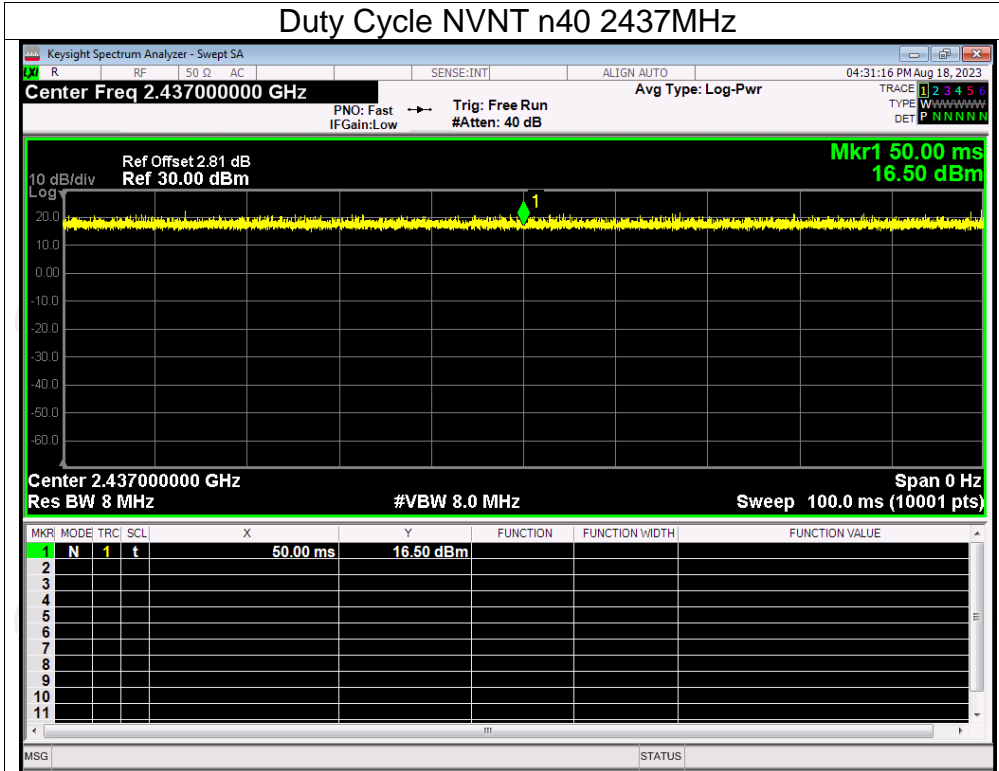 Duty Cycle NVNT n40 2437MHz
Keysight Spectrum Analyzer - Swept SA
LXI R RF 50 Ω AC SENSE:INT ALIGN AUTO 04:31:16 PM Aug 18, 2023
Center Freq 2.437000000 GHz Avg Type: Log-Pwr TRACE 1 2 3 4 5 6
PNO: Fast Trig: Free Run TYPE WWWWWW
IFGain:Low #Atten: 40 dB DET P N N N N N
Mkr1 50.00 ms
Ref Offset 2.81 dB
10 dB/div Ref 30.00 dBm 16.50 dBm
Log
1
20.0
10.0
0.00
-10.0
-20.0
-30.0
-40.0
-50.0
-60.0
Center 2.437000000 GHz Span 0 Hz
Res BW 8 MHz #VBW 8.0 MHz Sweep 100.0 ms (10001 pts)
MKR MODE TRC SCL X Y FUNCTION FUNCTION WIDTH FUNCTION VALUE
1 N 1 t 50.00 ms 16.50 dBm
2
3
4
5
6
7
8
9
10
11
MSG STATUS